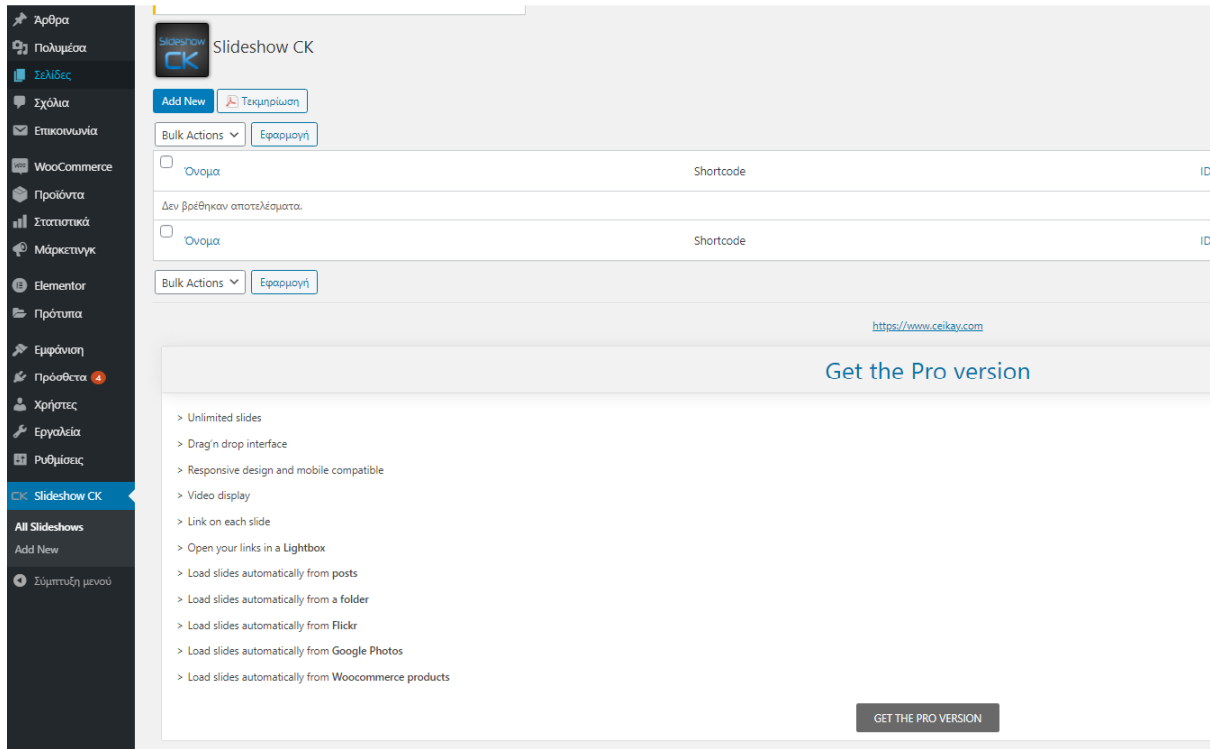 Άρθρα
Πολυμέσα
Σελίδες
Σχόλια
Επικοινωνία
WooCommerce
Προϊόντα
Στατιστικά
Μάρκετινγκ
Elementor
Πρότυπα
Εμφάνιση
Πρόσθετα 4
Χρήστες
Εργαλεία
Ρυθμίσεις
CK Slideshow CK
All Slideshows
Add New
Σύμπτυξη μενού
Slideshow
CK
Slideshow CK
Add New Τεκμηρίωση
Bulk Actions Εφαρμογή
Όνομα Shortcode ID
Δεν βρέθηκαν αποτελέσματα.
Όνομα Shortcode ID
Bulk Actions Εφαρμογή
https://www.ceikay.com
Get the Pro version
> Unlimited slides
> Drag'n drop interface
> Responsive design and mobile compatible
> Video display
> Link on each slide
> Open your links in a Lightbox
> Load slides automatically from posts
> Load slides automatically from a folder
> Load slides automatically from Flickr
> Load slides automatically from Google Photos
> Load slides automatically from Woocommerce products
GET THE PRO VERSION